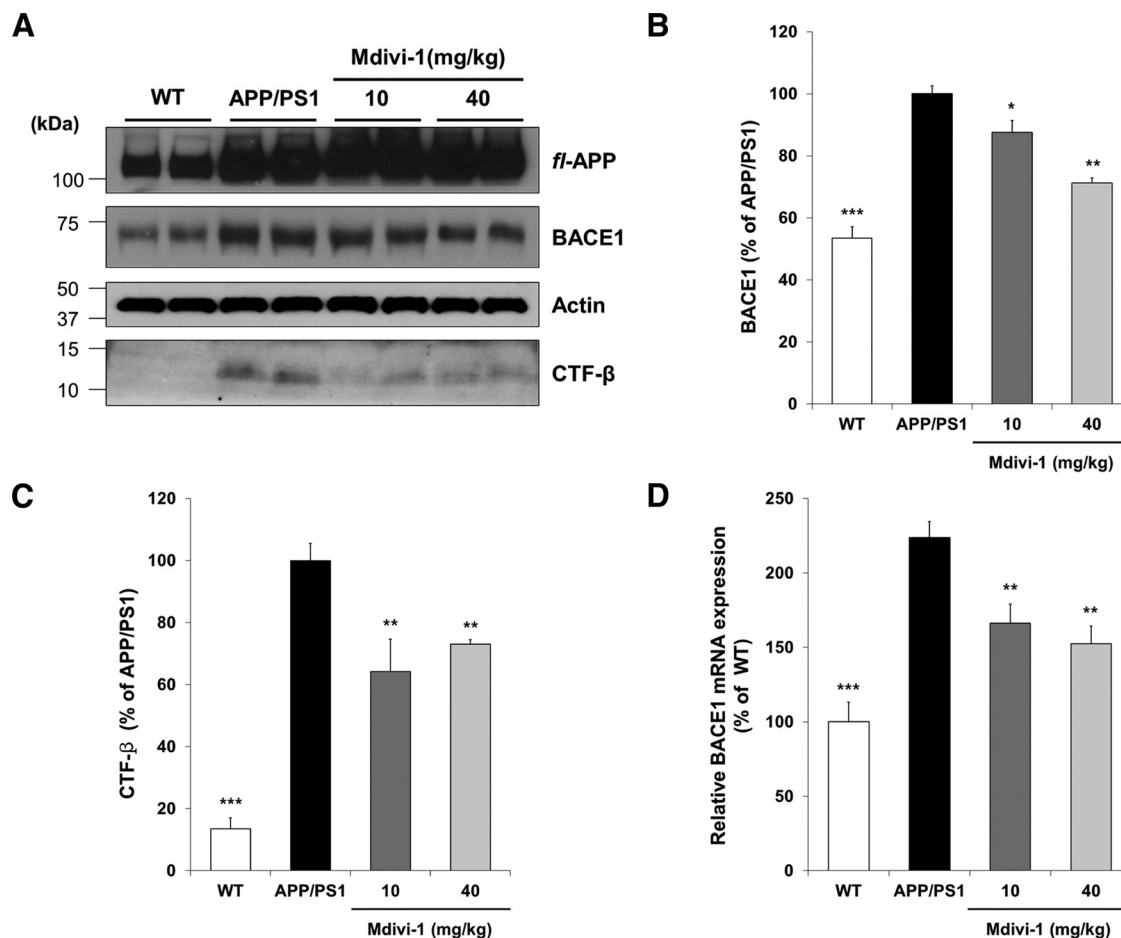 A
Mdivi-1(mg/kg)
WT APP/PS1 10 40
(kDa)
fl-APP
100
75
BACE1
50
Actin
37
15
CTF-β
10
B
120
100
80
60
40
20
0
BACE1 (% of APP/PS1)
***
*
**
WT APP/PS1 10 40
Mdivi-1 (mg/kg)
C
120
100
80
60
40
20
0
CTF-β (% of APP/PS1)
***
**
**
WT APP/PS1 10 40
Mdivi-1 (mg/kg)
D
250
200
250
150
100
50
0
Relative BACE1 mRNA expression
(% of WT)
***
**
**
WT APP/PS1 10 40
Mdivi-1 (mg/kg)